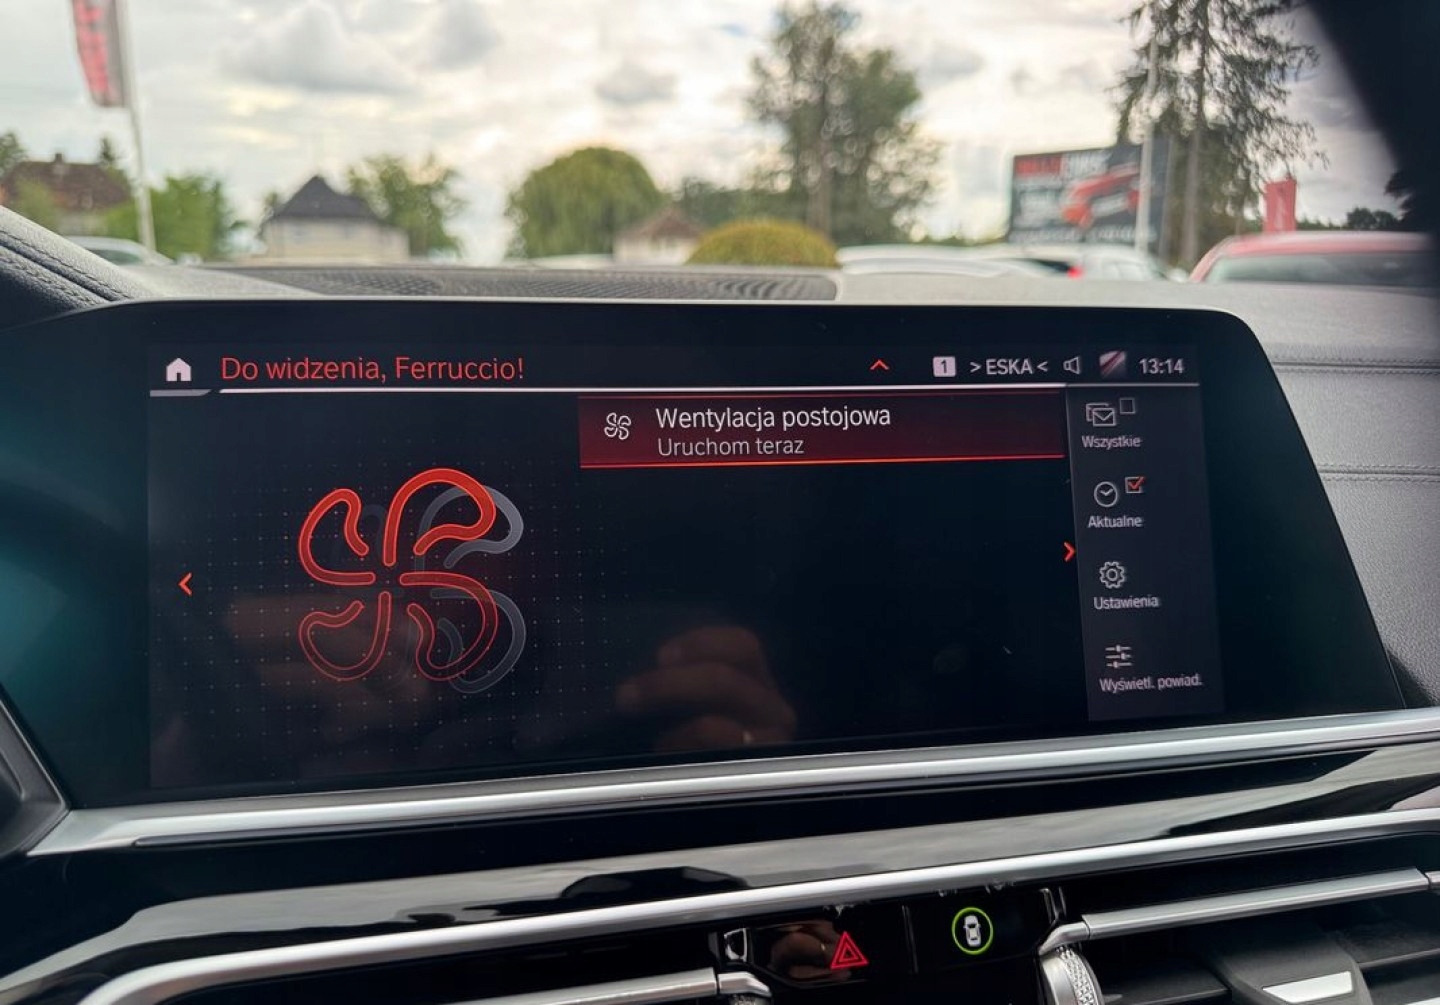 Do widzenia, Ferruccio!
1 > ESKA < 13:14
Wentylacja postojowa
Uruchom teraz
Wszystkie
Aktualne
Ustawienia
Wyświetl. powiad.